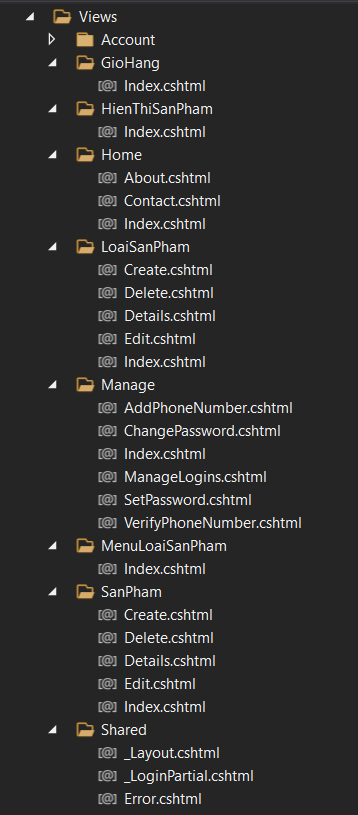 Views
Account
GioHang
[@] Index.cshtml
HienThiSanPham
[@] Index.cshtml
Home
[@] About.cshtml
[@] Contact.cshtml
[@] Index.cshtml
LoaiSanPham
[@] Create.cshtml
[@] Delete.cshtml
[@] Details.cshtml
[@] Edit.cshtml
[@] Index.cshtml
Manage
[@] AddPhoneNumber.cshtml
[@] ChangePassword.cshtml
[@] Index.cshtml
[@] ManageLogins.cshtml
[@] SetPassword.cshtml
[@] VerifyPhoneNumber.cshtml
MenuLoaiSanPham
[@] Index.cshtml
SanPham
[@] Create.cshtml
[@] Delete.cshtml
[@] Details.cshtml
[@] Edit.cshtml
[@] Index.cshtml
Shared
[@] _Layout.cshtml
[@] _LoginPartial.cshtml
[@] Error.cshtml